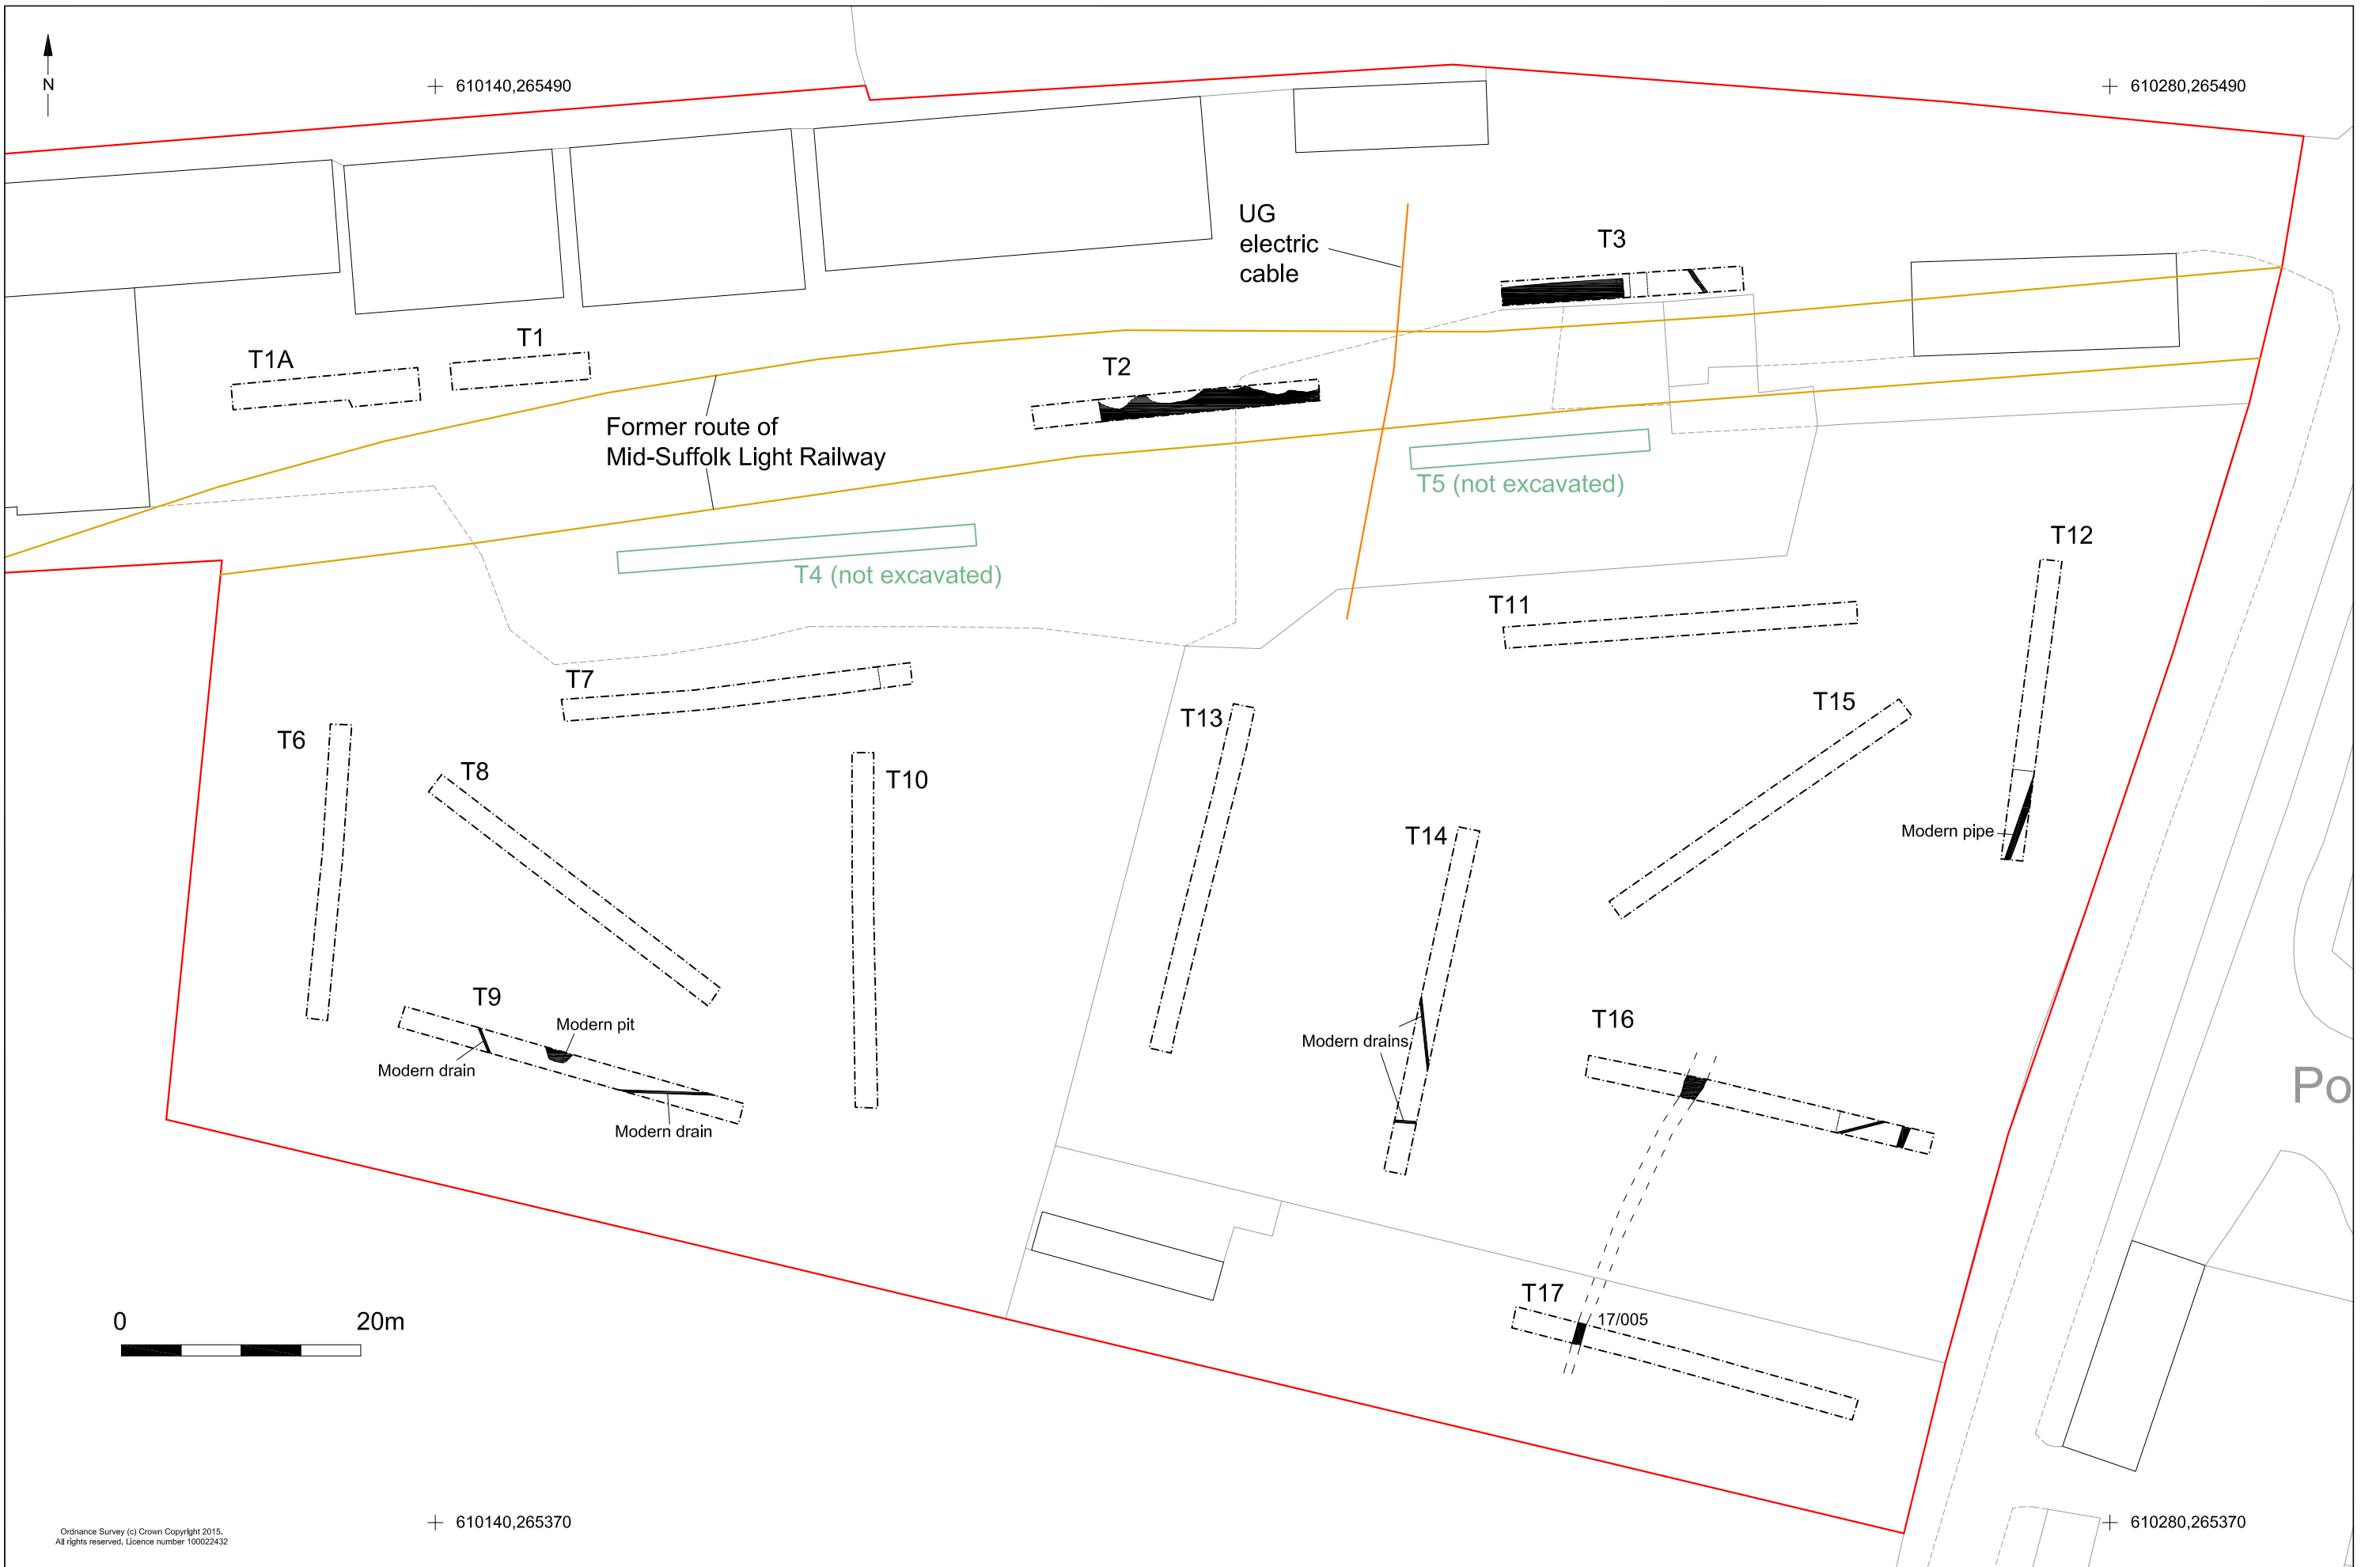 N
610140,265490
610280,265490
UG
electric
cable
T3
T1A
T1
T2
Former route of
Mid-Suffolk Light Railway
T5 (not excavated)
T4 (not excavated)
T12
T11
T7
T6
T8
T10
T13
T15
T14
Modern pipe
T9
Modern pit
Modern drain
Modern drain
Modern drains
T16
Po
T17
17/005
0 20m
610140,265370
610280,265370
Ordnance Survey (c) Crown Copyright 2015.
All rights reserved. Licence number 100022432